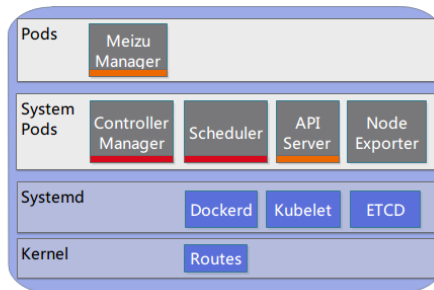 Pods
Meizu
Manager
System
Pods
Controller
Manager
Scheduler
API
Server
Node
Exporter
Systemd
Dockerd
Kubelet
ETCD
Kernel
Routes